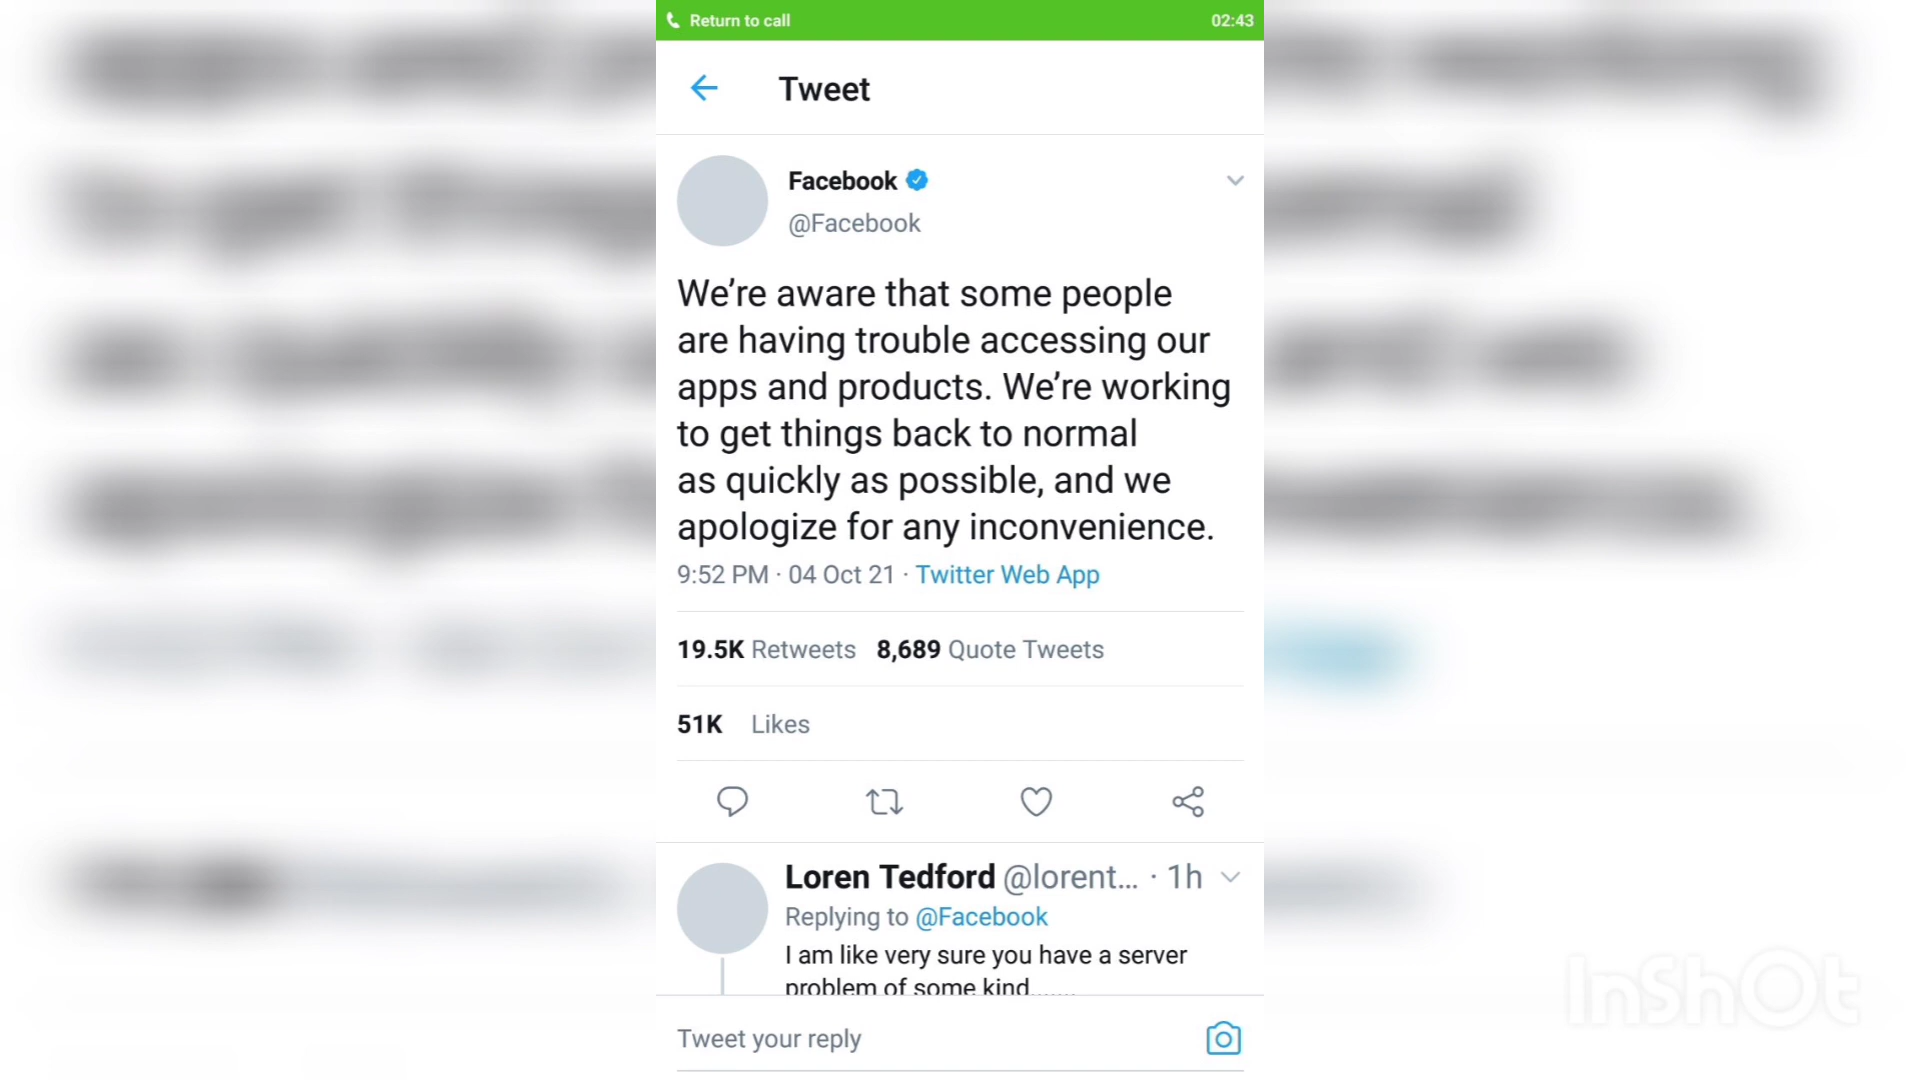 Return to call 02:43
Tweet
Facebook
@Facebook
We’re aware that some people
are having trouble accessing our
apps and products. We’re working
to get things back to normal
as quickly as possible, and we
apologize for any inconvenience.
9:52 PM · 04 Oct 21 · Twitter Web App
19.5K Retweets 8,689 Quote Tweets
51K Likes
Loren Tedford @lorent... · 1h
Replying to @Facebook
I am like very sure you have a server
problem of some kind.......
Tweet your reply
InShOt